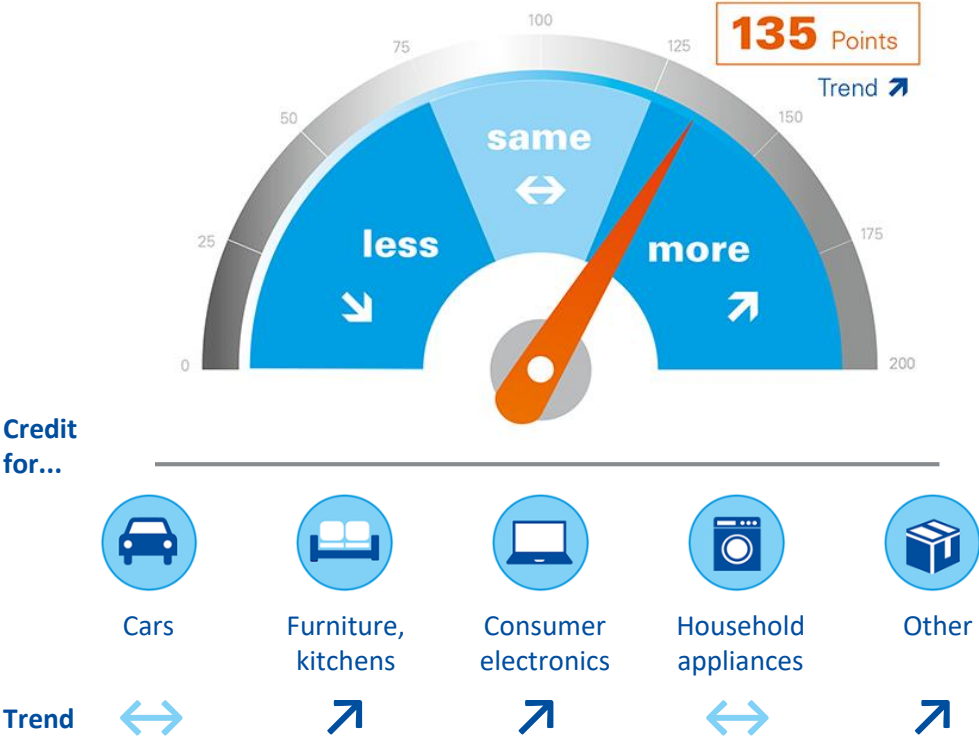 100
135 Points
75
125
Trend
50
150
same
25
less
more
175
0
200
Credit
for...
Cars
Furniture,
kitchens
Consumer
electronics
Household
appliances
Other
Trend